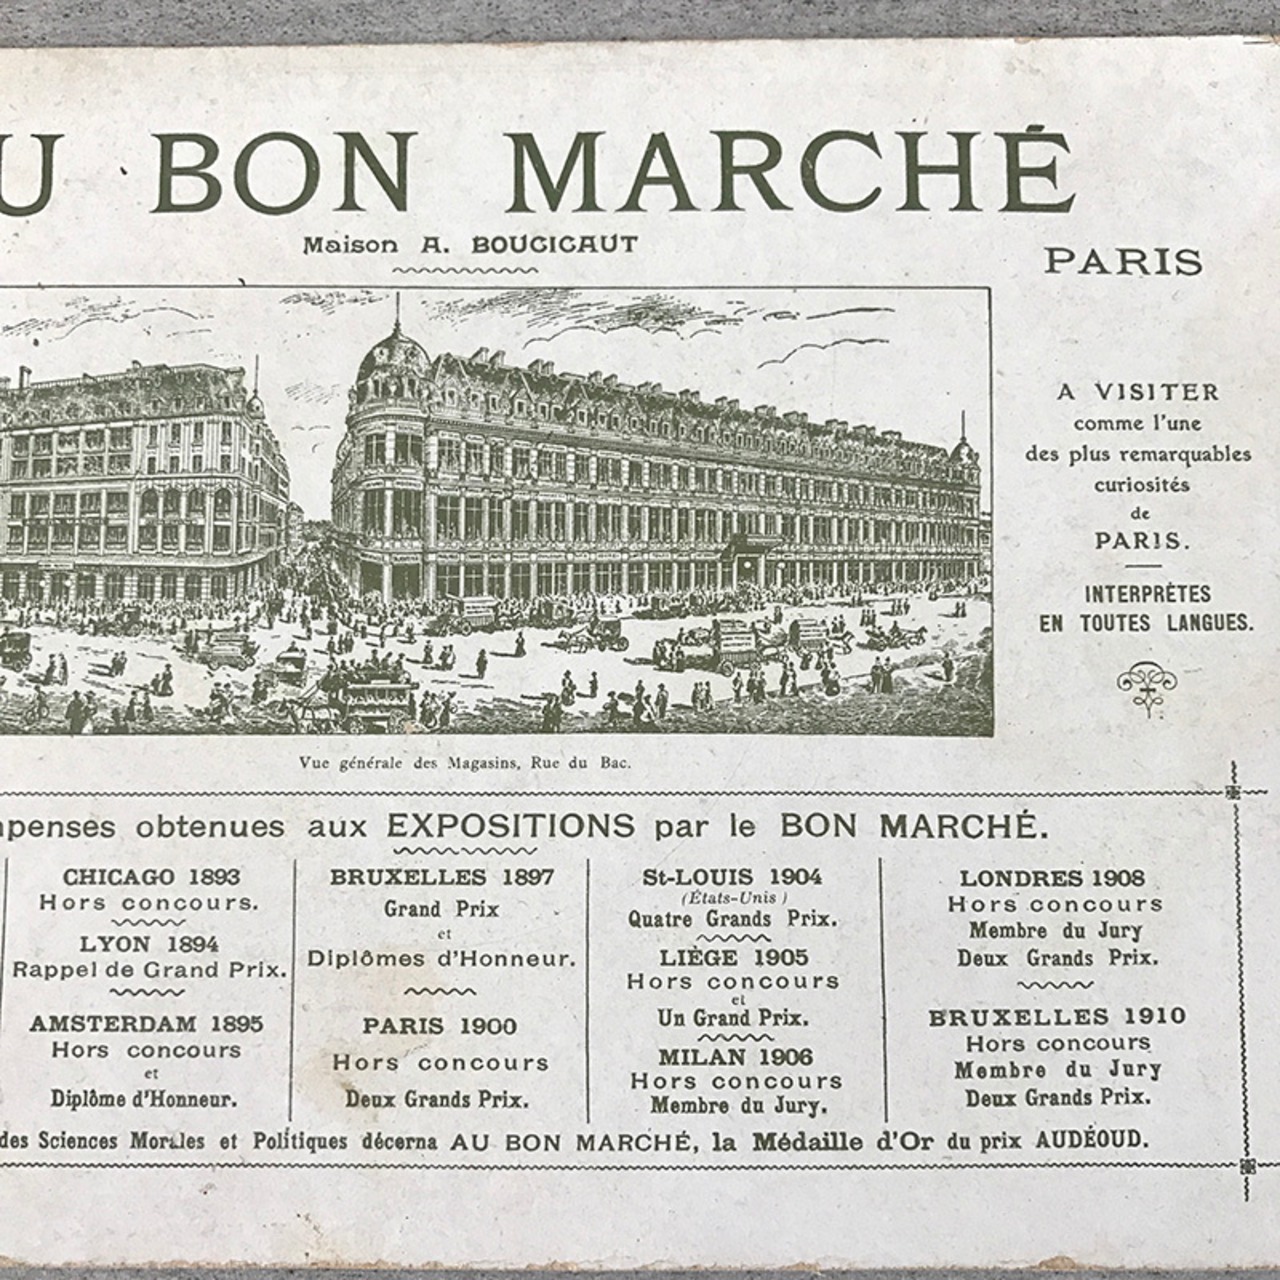 U BON MARCHÉ
Maison A. BOUCICAUT
PARIS
A VISITER
comme l'une
des plus remarquables
curiosités
de
PARIS.
INTERPRÈTES
EN TOUTES LANGUES.
Vue générale des Magasins, Rue du Bac.
mpenses obtenues aux EXPOSITIONS par le BON MARCHÉ.
CHICAGO 1893
Hors concours.
LYON 1894
Rappel de Grand Prix.
AMSTERDAM 1895
Hors concours
et
Diplôme d'Honneur.
BRUXELLES 1897
Grand Prix
et
Diplômes d'Honneur.
PARIS 1900
Hors concours
Deux Grands Prix.
St-LOUIS 1904
(États-Unis)
Quatre Grands Prix.
LIÈGE 1905
Hors concours
et
Un Grand Prix.
MILAN 1906
Hors concours
Membre du Jury.
LONDRES 1908
Hors concours
Membre du Jury
Deux Grands Prix.
BRUXELLES 1910
Hors concours
Membre du Jury
Deux Grands Prix.
des Sciences Morales et Politiques décerna AU BON MARCHÉ, la Médaille d'Or du prix AUDÉOUD.